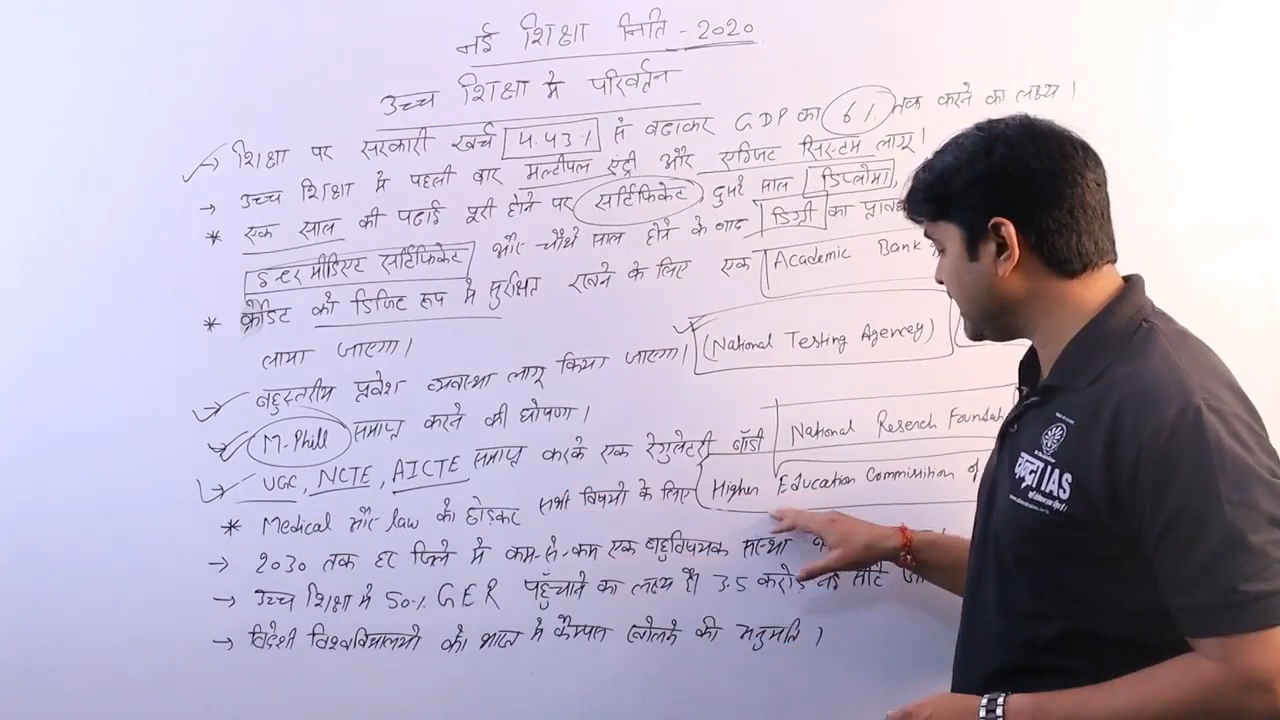 नई शिक्षा निति - 2020
उच्च शिक्षा मे परिवर्तन
→ शिक्षा पर सरकारी खर्च 4.43% से बढाकर GDP का 6% तक करने का लक्ष्य।
→ उच्च शिक्षा मे पहली बार मल्टीपल एंट्री और एग्जिट सिस्टम लागू।
* एक साल की पढाई पूरी होने पर सर्टिफिकेट, दुसरे साल डिप्लोमा,
इन्टरमीडिएट सर्टिफिकेट और चौथे साल होने के बाद डिग्री का
* क्रेडिट को डिजिट रूप मे सुरक्षित रखने के लिए एक Academic Bank
लाया जाएगा।
बहुस्तरीय प्रवेश व्यवस्था लागू किया जाएगा। (National Testing Agency)
M-Phill समाप्त करने की घोषणा।
UGC, NCTE, AICTE समाप्त करके एक रेगुलेटरी बॉडी National Reserch
Higher Education Commission of
* Medical और law को छोड़कर सभी विषयो के लिए
→ 2030 तक हर जिले मे कम-से-कम एक बहुविषयक संस्था
→ उच्च शिक्षा मे 50% GER पहुँचाने का लक्ष्य है। 3.5 करोड़ नई सीटे
→ विदेशी विश्वविद्यालयो को भारत मे कैम्पस खोलने की अनुमति।
चन्द्रा IAS